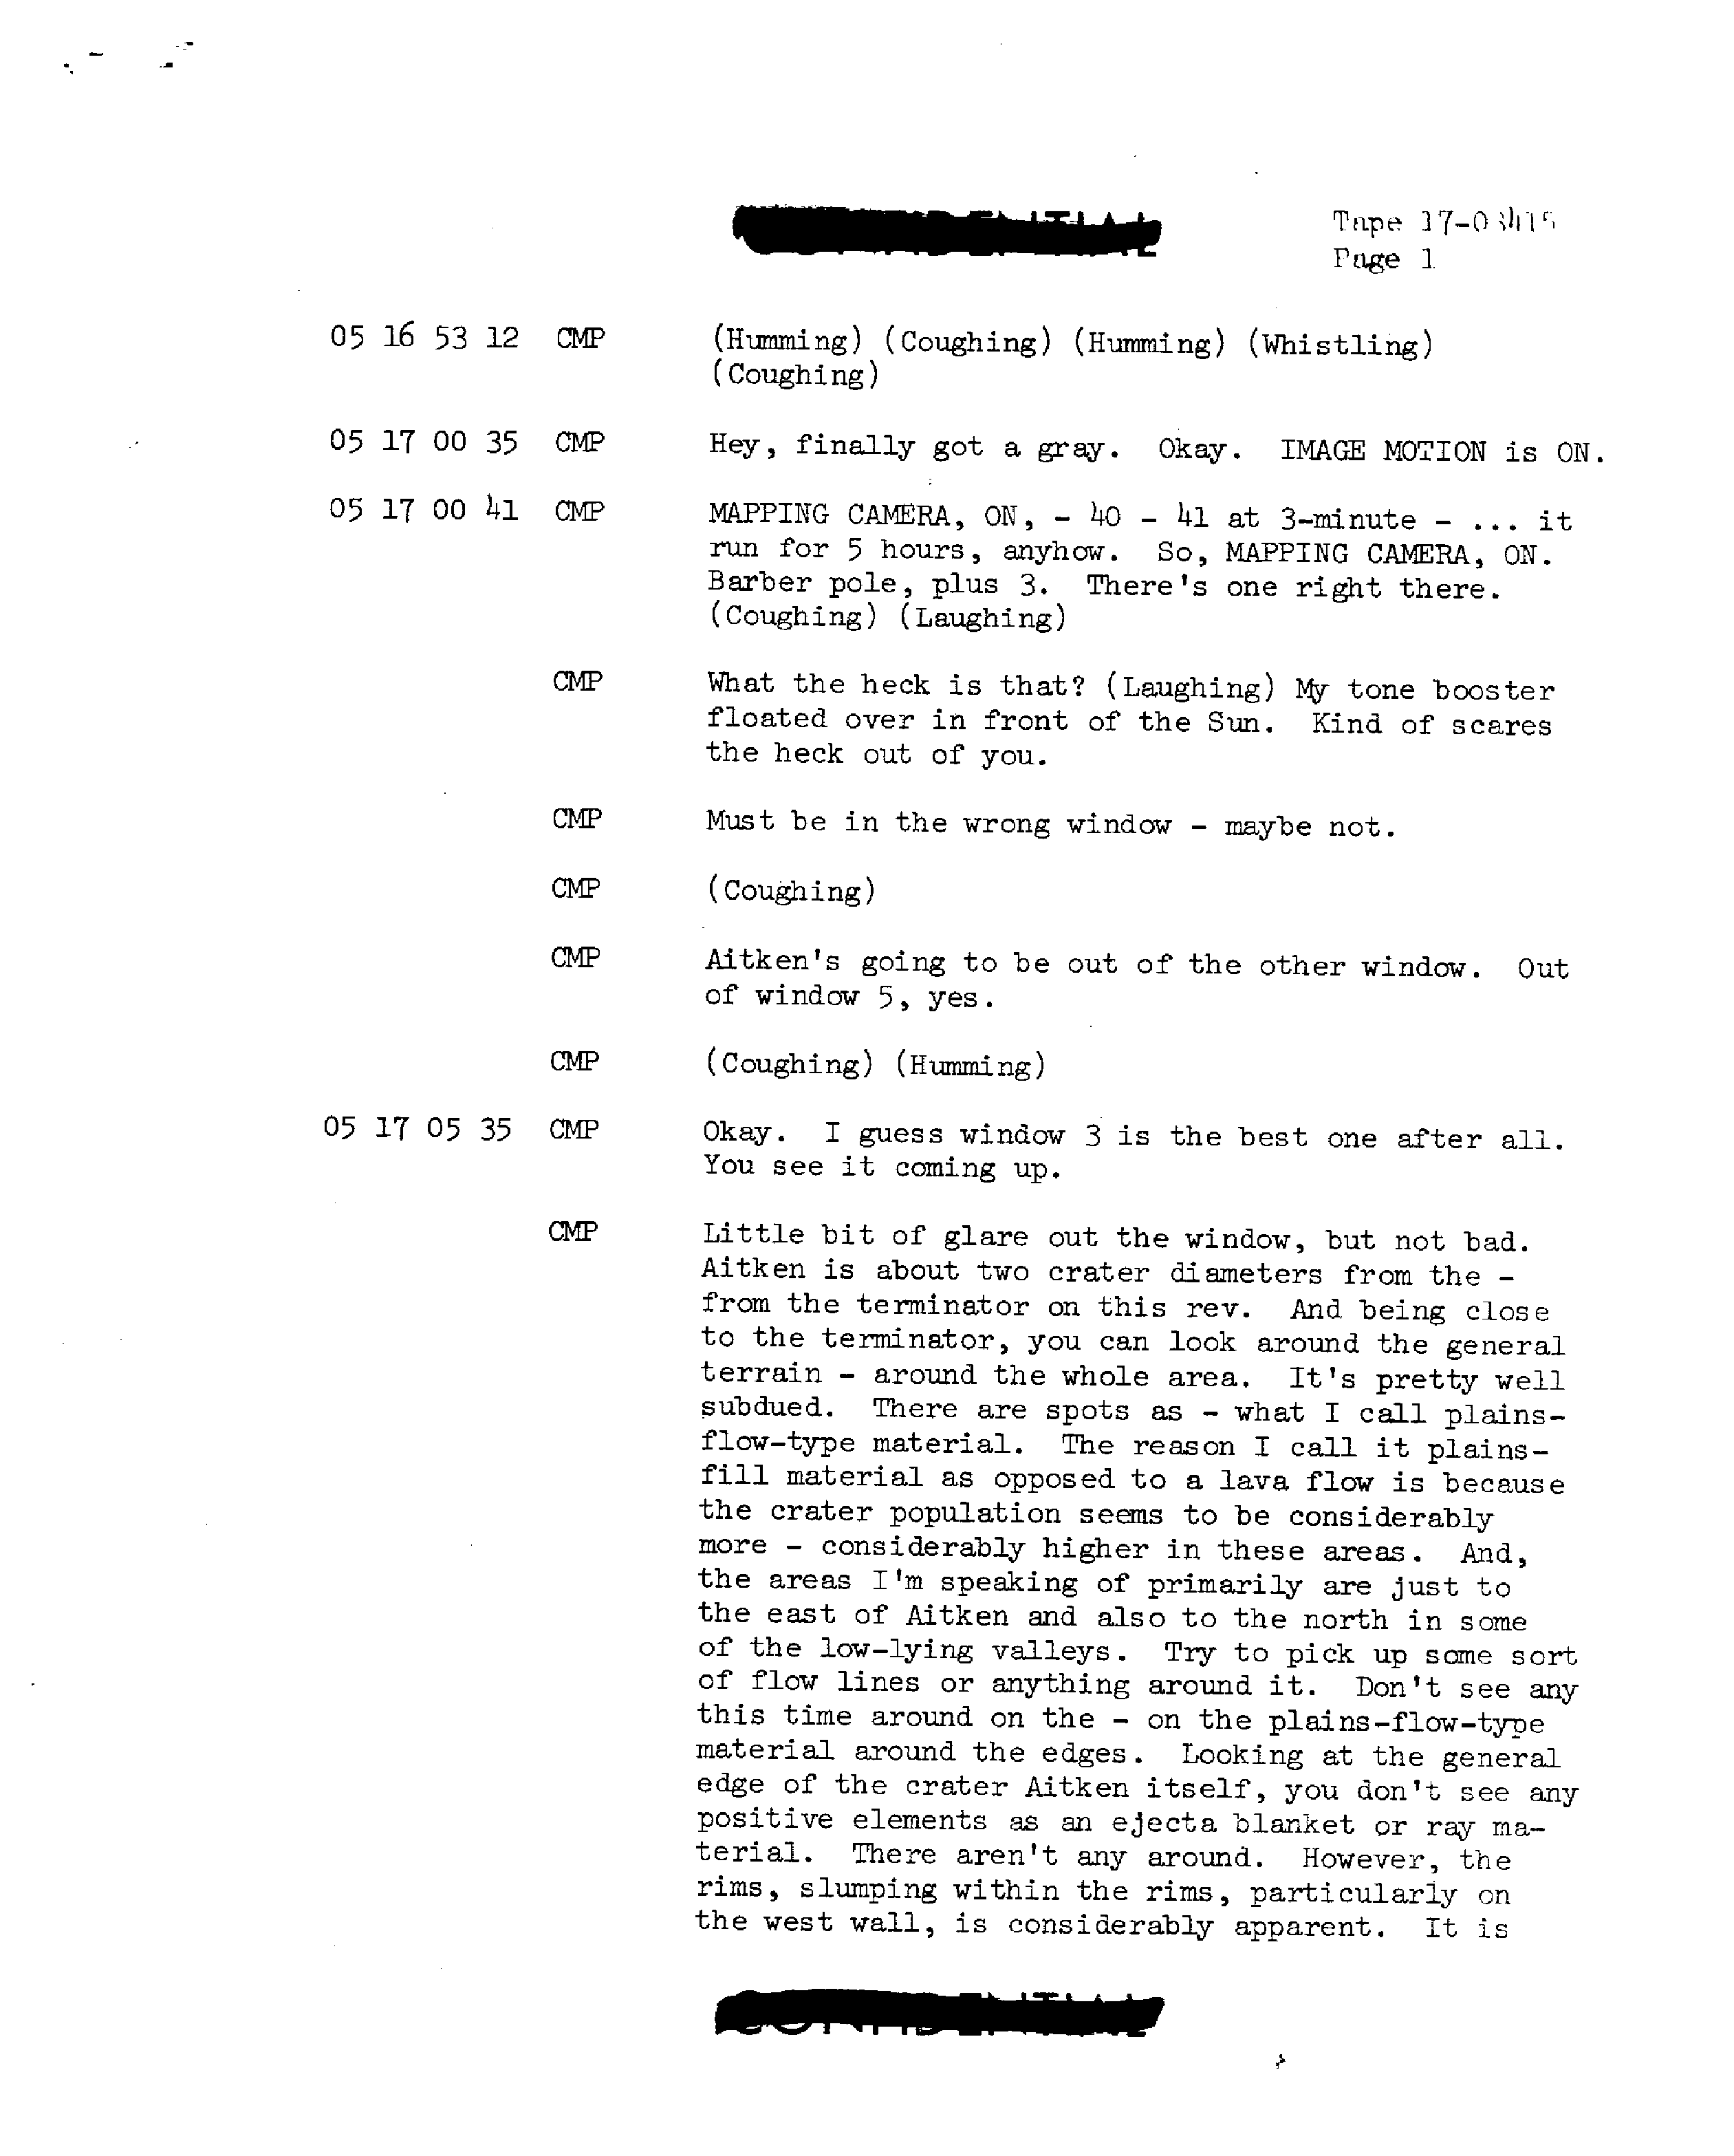 Tape 17-03415
Page 1
05 16 53 12 CMP (Humming) (Coughing) (Humming) (Whistling)
(Coughing)
05 17 00 35 CMP Hey, finally got a gray. Okay. IMAGE MOTION is ON.
05 17 00 41 CMP MAPPING CAMERA, ON, - 40 - 41 at 3-minute - ... it
run for 5 hours, anyhow. So, MAPPING CAMERA, ON.
Barber pole, plus 3. There's one right there.
(Coughing) (Laughing)
CMP What the heck is that? (Laughing) My tone booster
floated over in front of the Sun. Kind of scares
the heck out of you.
CMP Must be in the wrong window - maybe not.
CMP (Coughing)
CMP Aitken's going to be out of the other window. Out
of window 5, yes.
CMP (Coughing) (Humming)
05 17 05 35 CMP Okay. I guess window 3 is the best one after all.
You see it coming up.
CMP Little bit of glare out the window, but not bad.
Aitken is about two crater diameters from the -
from the terminator on this rev. And being close
to the terminator, you can look around the general
terrain - around the whole area. It's pretty well
subdued. There are spots as - what I call plains-
flow-type material. The reason I call it plains-
fill material as opposed to a lava flow is because
the crater population seems to be considerably
more - considerably higher in these areas. And,
the areas I'm speaking of primarily are just to
the east of Aitken and also to the north in some
of the low-lying valleys. Try to pick up some sort
of flow lines or anything around it. Don't see any
this time around on the - on the plains-flow-type
material around the edges. Looking at the general
edge of the crater Aitken itself, you don't see any
positive elements as an ejecta blanket or ray ma-
terial. There aren't any around. However, the
rims, slumping within the rims, particularly on
the west wall, is considerably apparent. It is